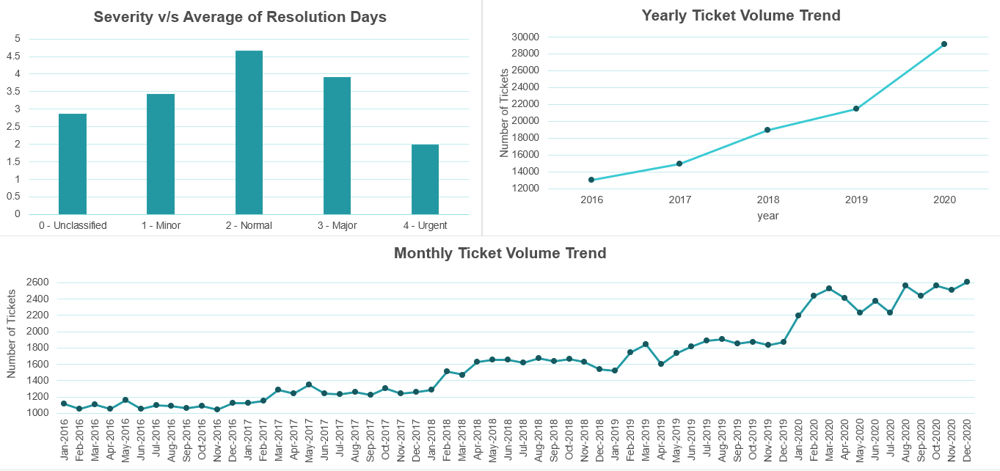 Severity v/s Average of Resolution Days
5
4.5
4
3.5
3
2.5
2
1.5
1
0.5
0
0 - Unclassified 1 - Minor 2 - Normal 3 - Major 4 - Urgent
Yearly Ticket Volume Trend
Number of Tickets
30000
28000
26000
24000
22000
20000
18000
16000
14000
12000
2016 2017 2018 2019 2020
year
Monthly Ticket Volume Trend
Number of Tickets
2600
2400
2200
2000
1800
1600
1400
1200
1000
Jan-2016
Feb-2016
Mar-2016
Apr-2016
May-2016
Jun-2016
Jul-2016
Aug-2016
Sep-2016
Oct-2016
Nov-2016
Dec-2016
Jan-2017
Feb-2017
Mar-2017
Apr-2017
May-2017
Jun-2017
Jul-2017
Aug-2017
Sep-2017
Oct-2017
Nov-2017
Dec-2017
Jan-2018
Feb-2018
Mar-2018
Apr-2018
May-2018
Jun-2018
Jul-2018
Aug-2018
Sep-2018
Oct-2018
Nov-2018
Dec-2018
Jan-2019
Feb-2019
Mar-2019
Apr-2019
May-2019
Jun-2019
Jul-2019
Aug-2019
Sep-2019
Oct-2019
Nov-2019
Dec-2019
Jan-2020
Feb-2020
Mar-2020
Apr-2020
May-2020
Jun-2020
Jul-2020
Aug-2020
Sep-2020
Oct-2020
Nov-2020
Dec-2020